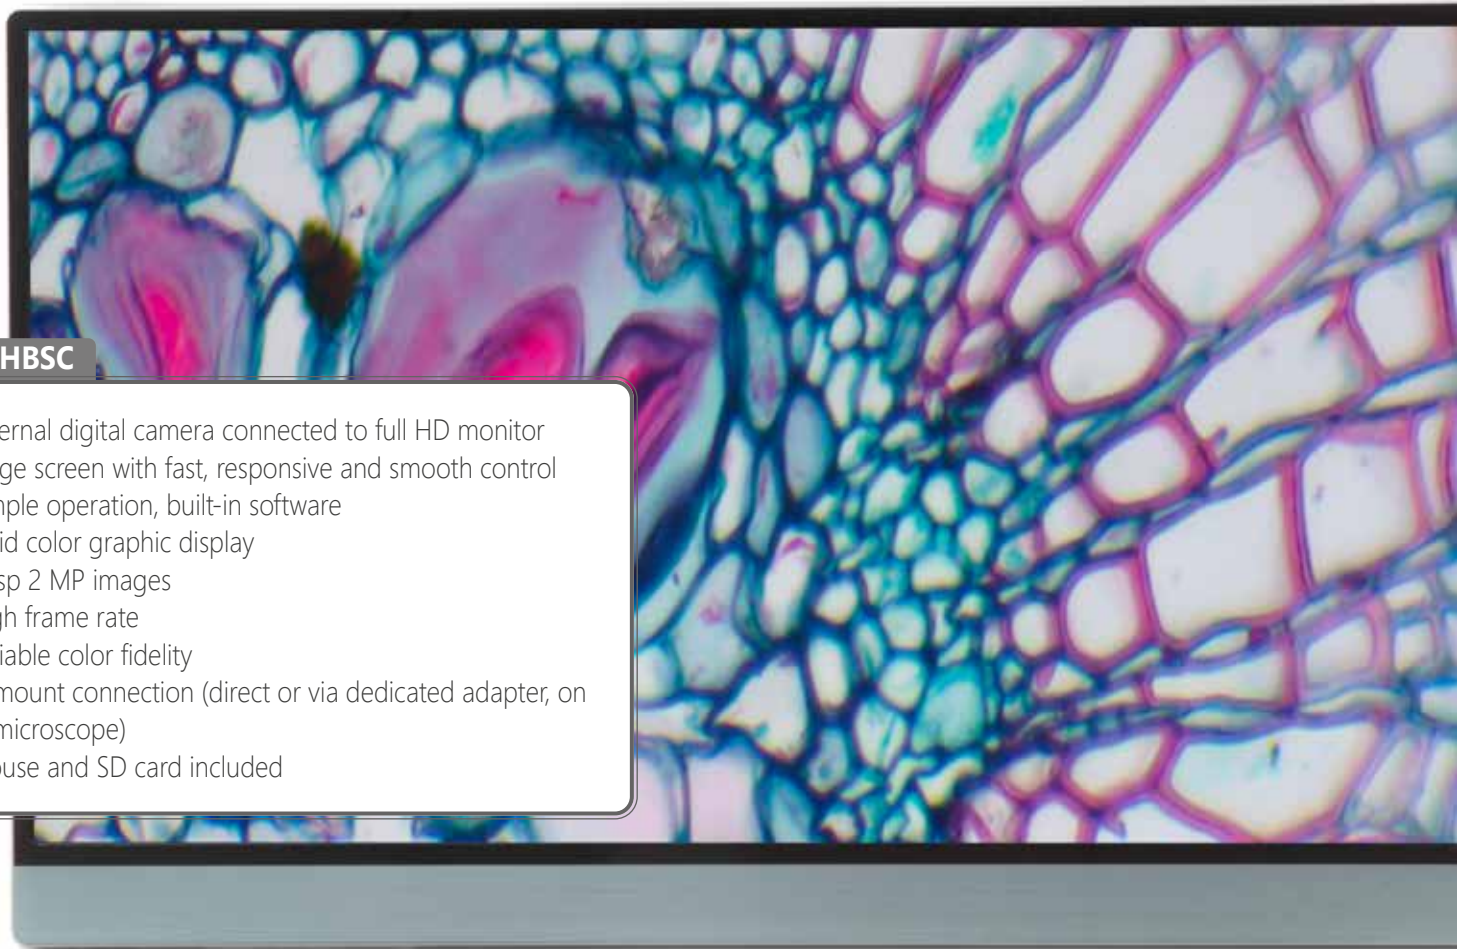 HBSC
ernal digital camera connected to full HD monitor
ge screen with fast, responsive and smooth control
mple operation, built-in software
id color graphic display
sp 2 MP images
gh frame rate
iable color fidelity
mount connection (direct or via dedicated adapter, on
microscope)
ouse and SD card included